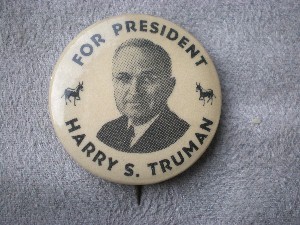 FOR PRESIDENT
HARRY S. TRUMAN